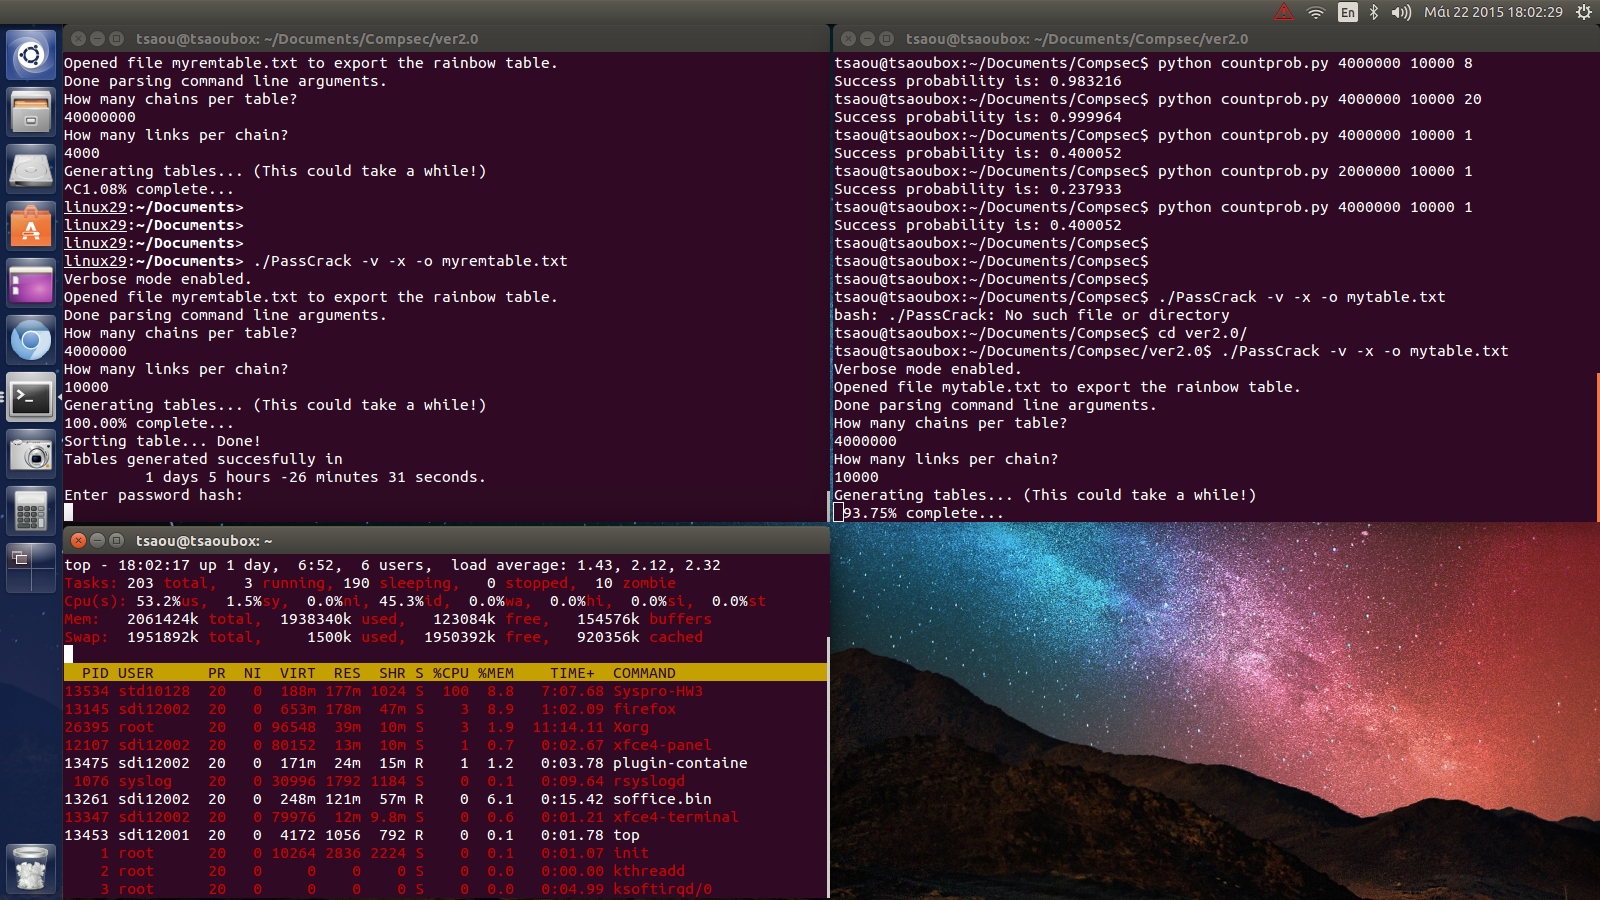 En
Μάι 22 2015 18:02:29
tsaou@tsaoubox: ~/Documents/Compsec/ver2.0
Opened file myremtable.txt to export the rainbow table.
Done parsing command line arguments.
How many chains per table?
40000000
How many links per chain?
4000
Generating tables... (This could take a while!)
^C1.08% complete...
linux29:~/Documents>
linux29:~/Documents>
linux29:~/Documents>
linux29:~/Documents> ./PassCrack -v -x -o myremtable.txt
Verbose mode enabled.
Opened file myremtable.txt to export the rainbow table.
Done parsing command line arguments.
How many chains per table?
4000000
How many links per chain?
10000
Generating tables... (This could take a while!)
100.00% complete...
Sorting table... Done!
Tables generated succesfully in
1 days 5 hours -26 minutes 31 seconds.
Enter password hash:
tsaou@tsaoubox: ~/Documents/Compsec/ver2.0
tsaou@tsaoubox:~/Documents/Compsec$ python countprob.py 4000000 10000 8
Success probability is: 0.983216
tsaou@tsaoubox:~/Documents/Compsec$ python countprob.py 4000000 10000 20
Success probability is: 0.999964
tsaou@tsaoubox:~/Documents/Compsec$ python countprob.py 4000000 10000 1
Success probability is: 0.400052
tsaou@tsaoubox:~/Documents/Compsec$ python countprob.py 2000000 10000 1
Success probability is: 0.237933
tsaou@tsaoubox:~/Documents/Compsec$ python countprob.py 4000000 10000 1
Success probability is: 0.400052
tsaou@tsaoubox:~/Documents/Compsec$
tsaou@tsaoubox:~/Documents/Compsec$
tsaou@tsaoubox:~/Documents/Compsec$
tsaou@tsaoubox:~/Documents/Compsec$ ./PassCrack -v -x -o mytable.txt
bash: ./PassCrack: No such file or directory
tsaou@tsaoubox:~/Documents/Compsec$ cd ver2.0/
tsaou@tsaoubox:~/Documents/Compsec/ver2.0$ ./PassCrack -v -x -o mytable.txt
Verbose mode enabled.
Opened file mytable.txt to export the rainbow table.
Done parsing command line arguments.
How many chains per table?
4000000
How many links per chain?
10000
Generating tables... (This could take a while!)
93.75% complete...
tsaou@tsaoubox: ~
top - 18:02:17 up 1 day,  6:52,  6 users,  load average: 1.43, 2.12, 2.32
Tasks: 203 total,   3 running, 190 sleeping,   0 stopped,  10 zombie
Cpu(s): 53.2%us,  1.5%sy,  0.0%ni, 45.3%id,  0.0%wa,  0.0%hi,  0.0%si,  0.0%st
Mem:   2061424k total,  1938340k used,   123084k free,   154576k buffers
Swap:  1951892k total,     1500k used,  1950392k free,   920356k cached
PID USER      PR  NI  VIRT  RES  SHR S %CPU %MEM    TIME+  COMMAND
13534 std10128  20   0  188m 177m 1024 S  100  8.8   7:07.68 Syspro-HW3
13145 sdi12002  20   0  653m 178m  47m S    3  8.9   1:02.09 firefox
26395 root      20   0 96548  39m  10m S    3  1.9  11:14.11 Xorg
12107 sdi12002  20   0 80152  13m  10m S    1  0.7   0:02.67 xfce4-panel
13475 sdi12002  20   0  171m  24m  15m R    1  1.2   0:03.78 plugin-containe
1076 syslog    20   0 30996 1792 1184 S    0  0.1   0:09.64 rsyslogd
13261 sdi12002  20   0  248m 121m  57m R    0  6.1   0:15.42 soffice.bin
13347 sdi12002  20   0 79976  12m 9.8m S    0  0.6   0:01.21 xfce4-terminal
13453 sdi12001  20   0  4172 1056  792 R    0  0.1   0:01.78 top
1 root      20   0 10264 2836 2224 S    0  0.1   0:01.07 init
2 root      20   0     0    0    0 S    0  0.0   0:00.00 kthreadd
3 root      20   0     0    0    0 S    0  0.0   0:04.99 ksoftirqd/0